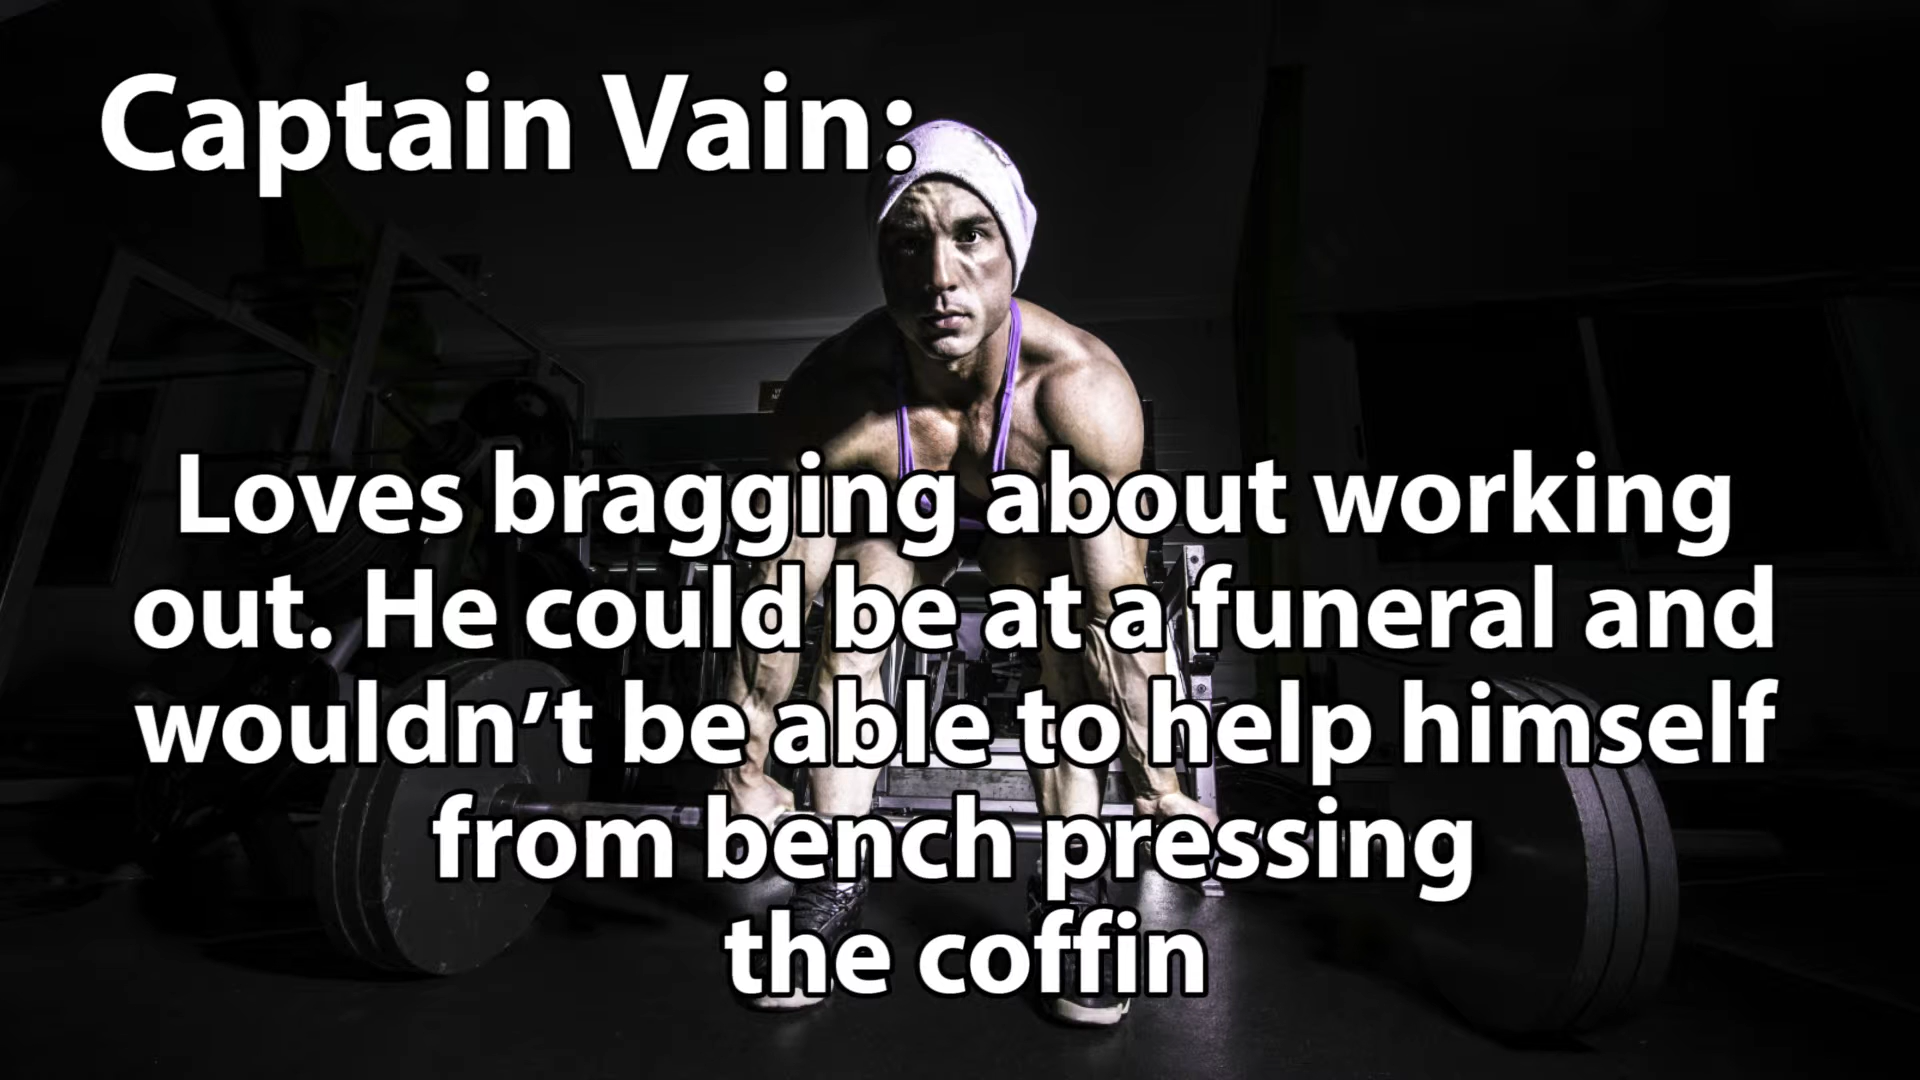 Captain Vain:
Loves bragging about working
out. He could be at a funeral and
wouldn’t be able to help himself
from bench pressing
the coffin